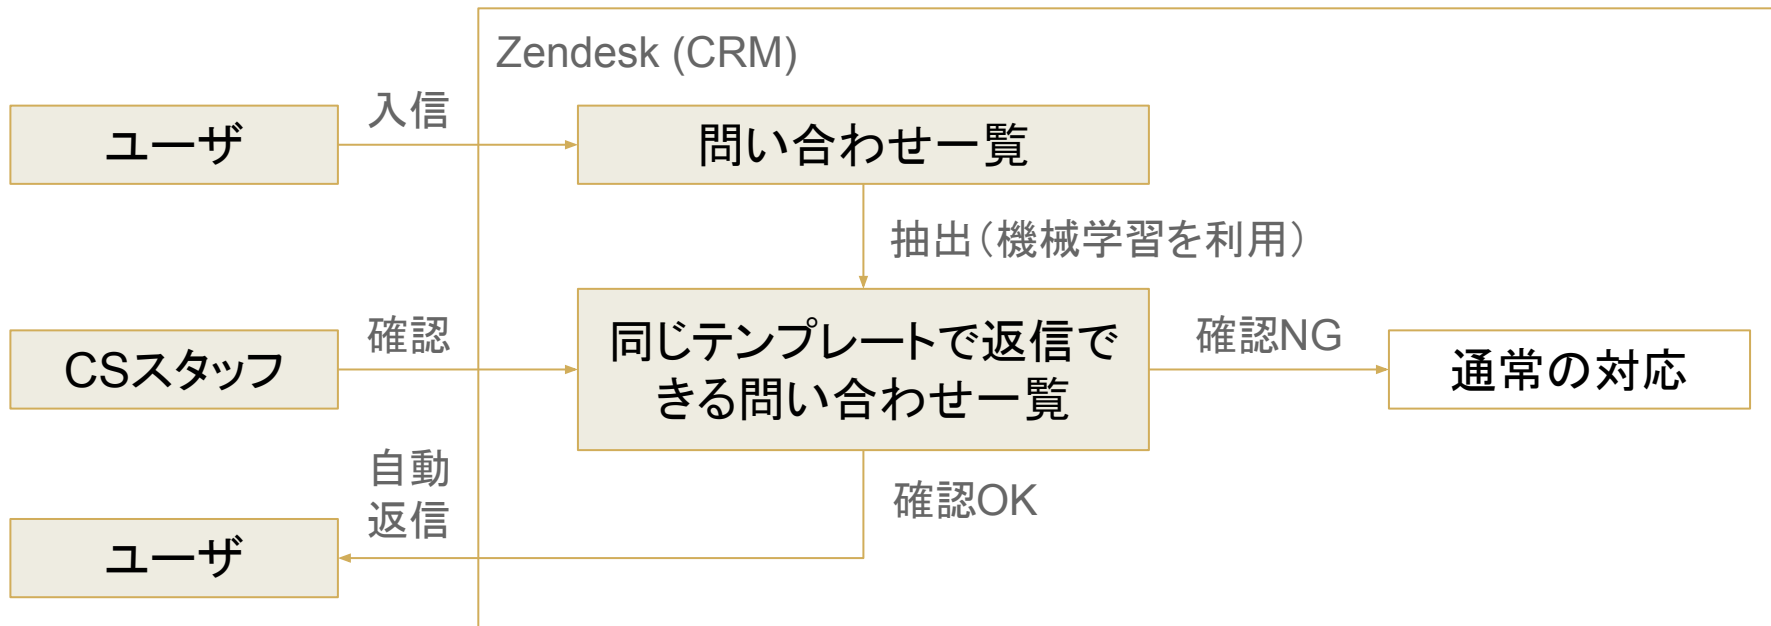 Zendesk (CRM)
ユーザ
入信
問い合わせ一覧
抽出（機械学習を利用）
CSスタッフ
確認
同じテンプレートで返信で
きる問い合わせ一覧
確認NG
通常の対応
自動
返信
確認OK
ユーザ